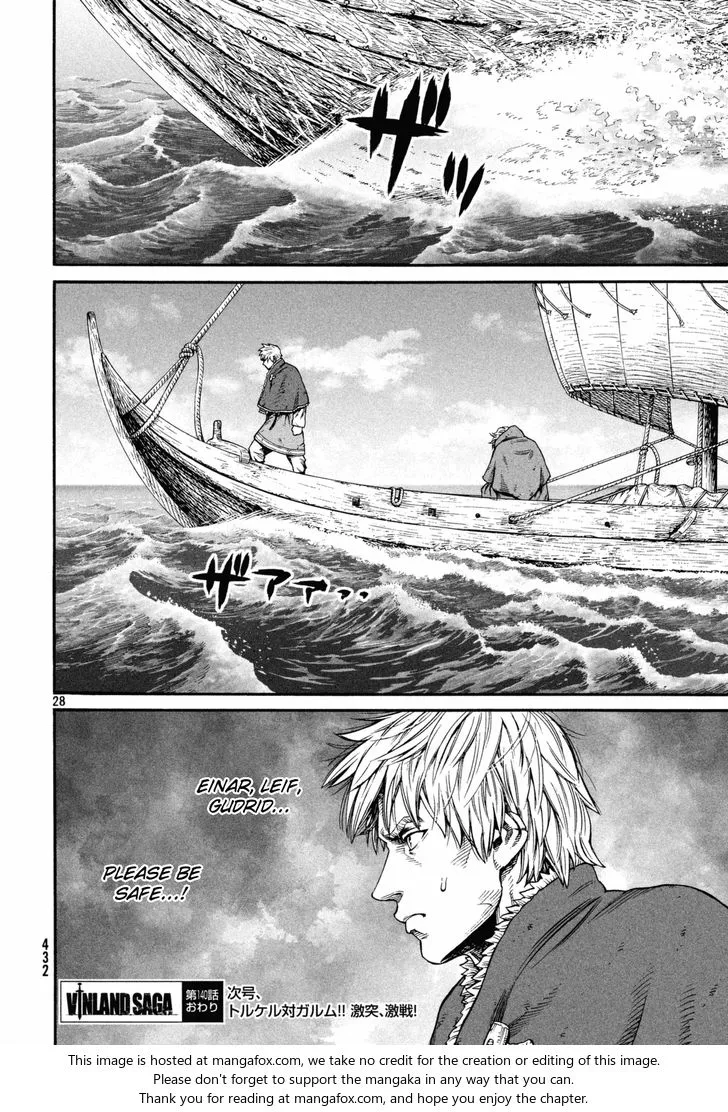 ザザッ
ザァァ…
28
EINAR, LEIF,
GUDRID...
PLEASE BE
SAFE...!
432
VINLAND SAGA
第140話
おわり
次号、
トルケル対ガルム!! 激突、激戦!
This image is hosted at mangafox.com, we take no credit for the creation or editing of this image.
Please don't forget to support the mangaka in any way that you can.
Thank you for reading at mangafox.com, and hope you enjoy the chapter.